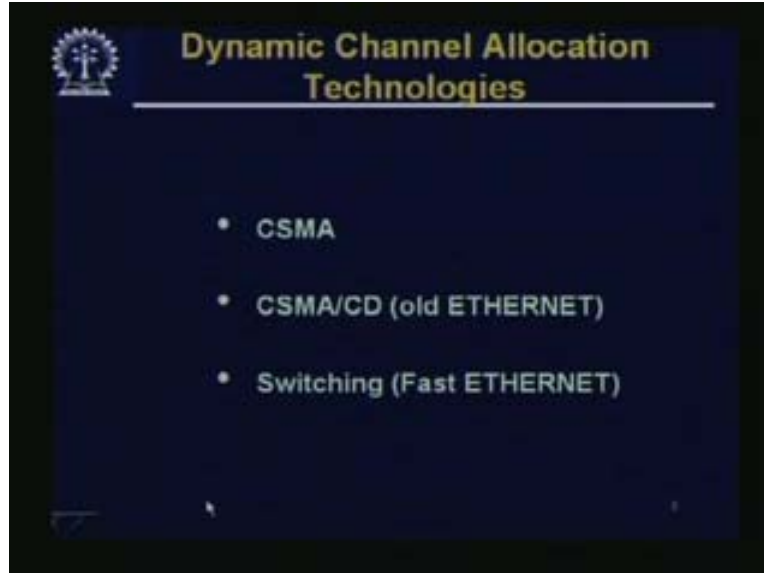 Dynamic Channel Allocation
Technologies
• CSMA
• CSMA/CD (old ETHERNET)
• Switching (Fast ETHERNET)